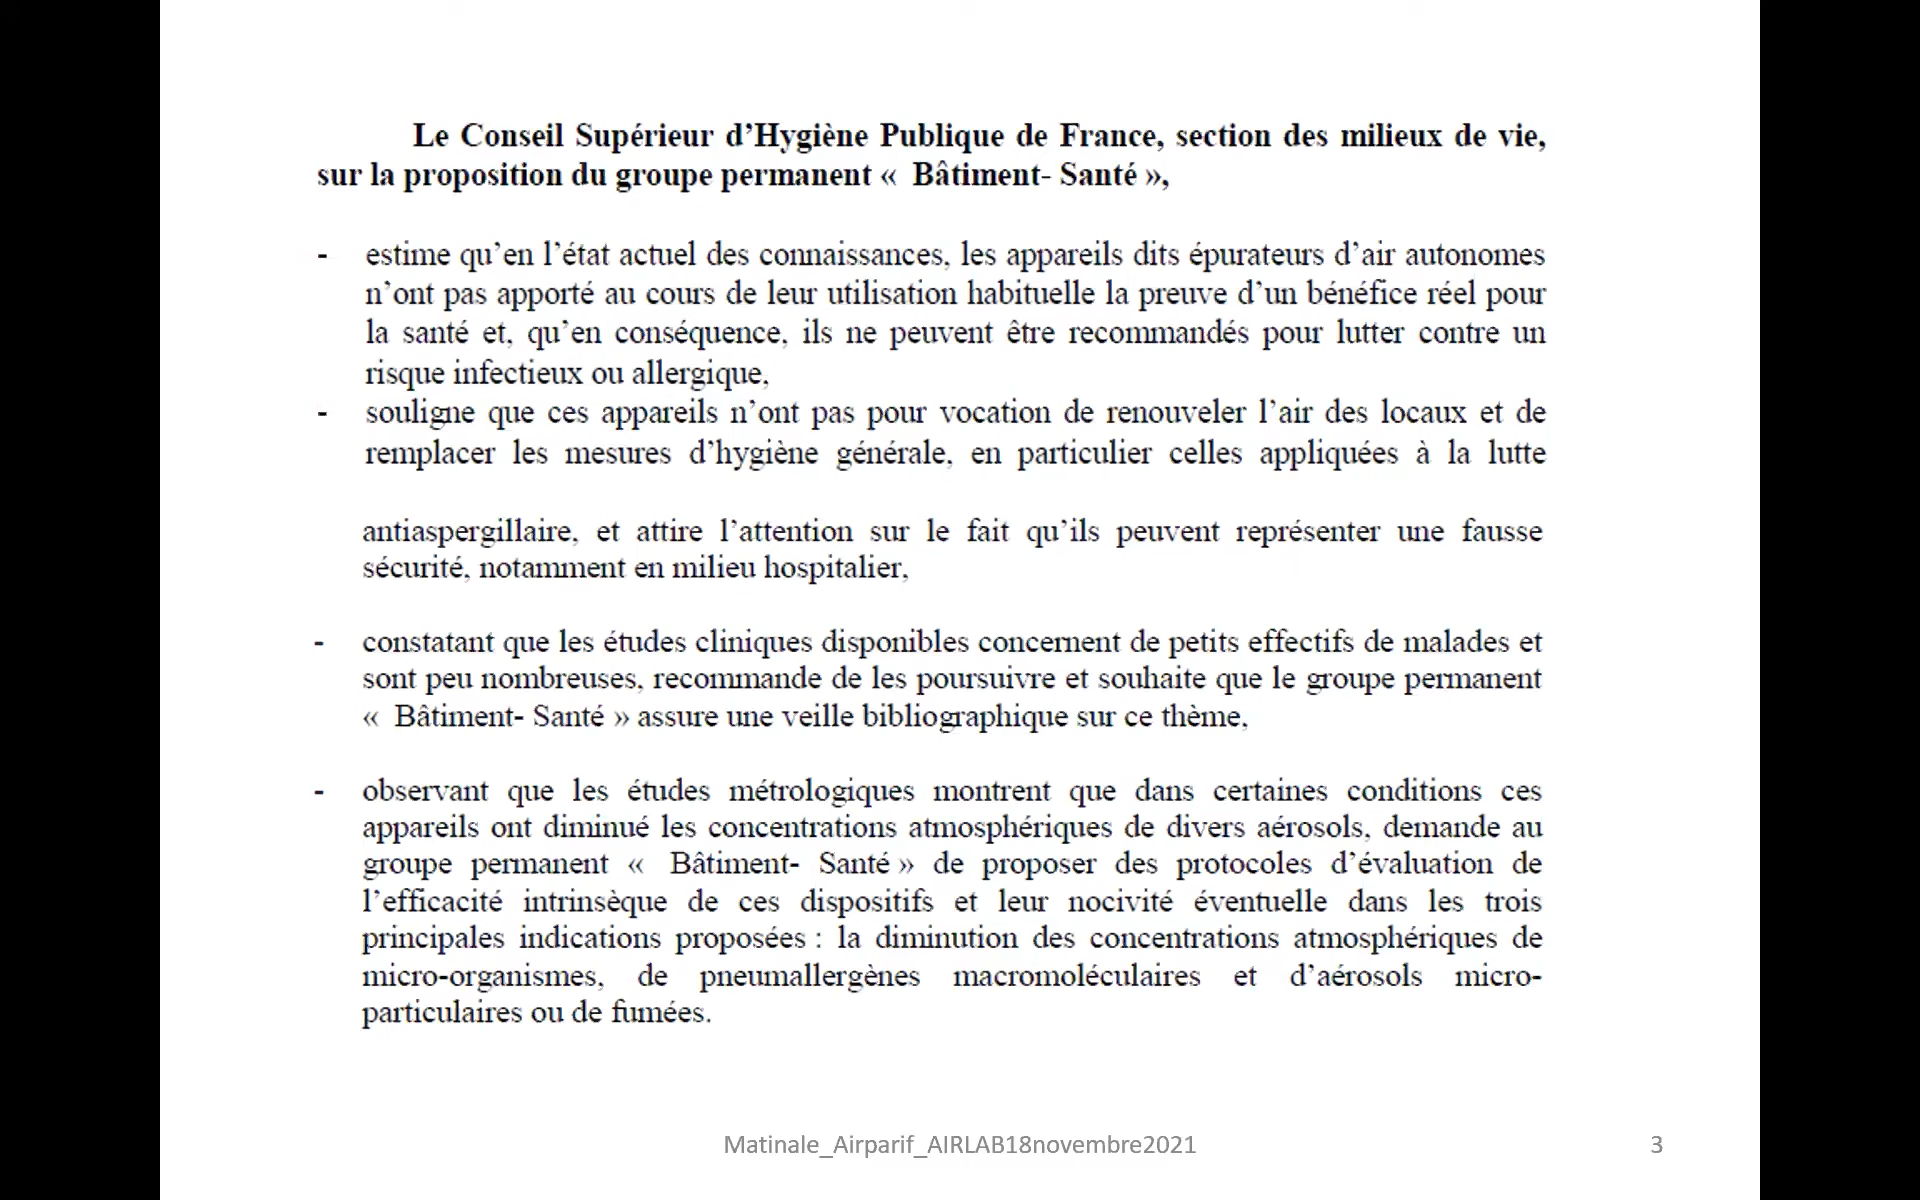 Le Conseil Supérieur d’Hygiène Publique de France, section des milieux de vie,
sur la proposition du groupe permanent «  Bâtiment- Santé »,
- estime qu’en l’état actuel des connaissances, les appareils dits épurateurs d’air autonomes
n’ont pas apporté au cours de leur utilisation habituelle la preuve d’un bénéfice réel pour
la santé et, qu’en conséquence, ils ne peuvent être recommandés pour lutter contre un
risque infectieux ou allergique,
- souligne que ces appareils n’ont pas pour vocation de renouveler l’air des locaux et de
remplacer les mesures d’hygiène générale, en particulier celles appliquées à la lutte
antiaspergillaire, et attire l’attention sur le fait qu’ils peuvent représenter une fausse
sécurité, notamment en milieu hospitalier,
- constatant que les études cliniques disponibles concernent de petits effectifs de malades et
sont peu nombreuses, recommande de les poursuivre et souhaite que le groupe permanent
«  Bâtiment- Santé » assure une veille bibliographique sur ce thème,
- observant que les études métrologiques montrent que dans certaines conditions ces
appareils ont diminué les concentrations atmosphériques de divers aérosols, demande au
groupe permanent «  Bâtiment- Santé » de proposer des protocoles d’évaluation de
l’efficacité intrinsèque de ces dispositifs et leur nocivité éventuelle dans les trois
principales indications proposées : la diminution des concentrations atmosphériques de
micro-organismes, de pneumallergènes macromoléculaires et d’aérosols micro-
particulaires ou de fumées.
Matinale_Airparif_AIRLAB18novembre2021
3